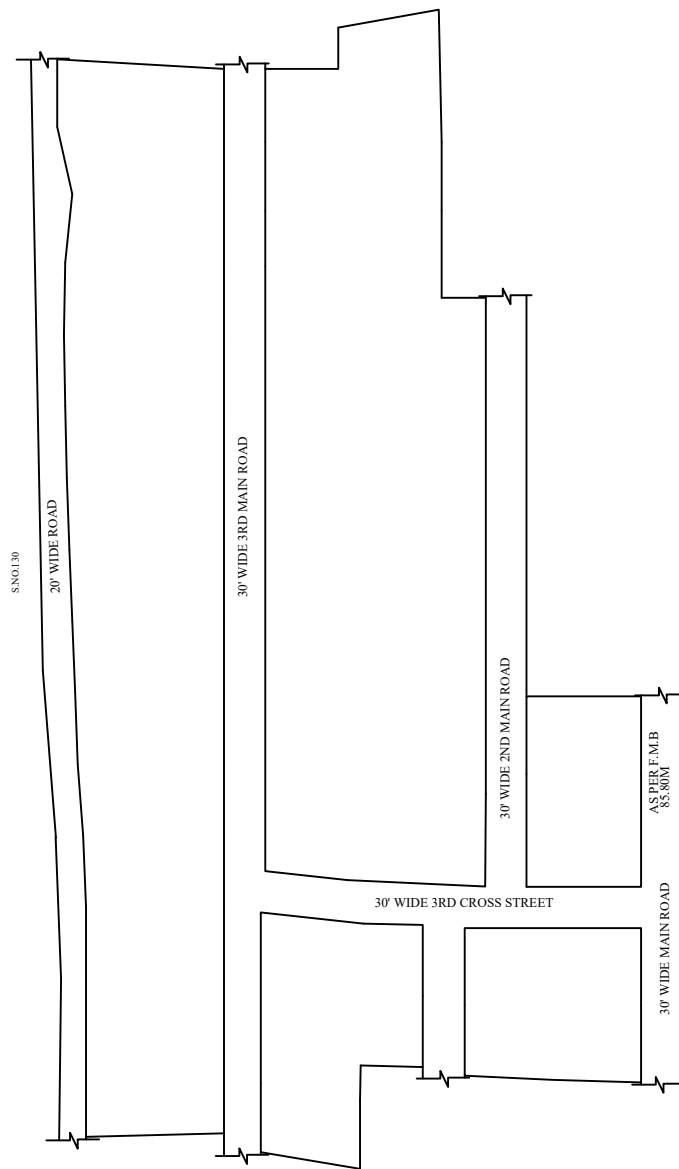 S.NO.130
20' WIDE ROAD
30' WIDE 3RD MAIN ROAD
30' WIDE 2ND MAIN ROAD
AS PER F.M.B
85.80M
30' WIDE 3RD CROSS STREET
30' WIDE MAIN ROAD